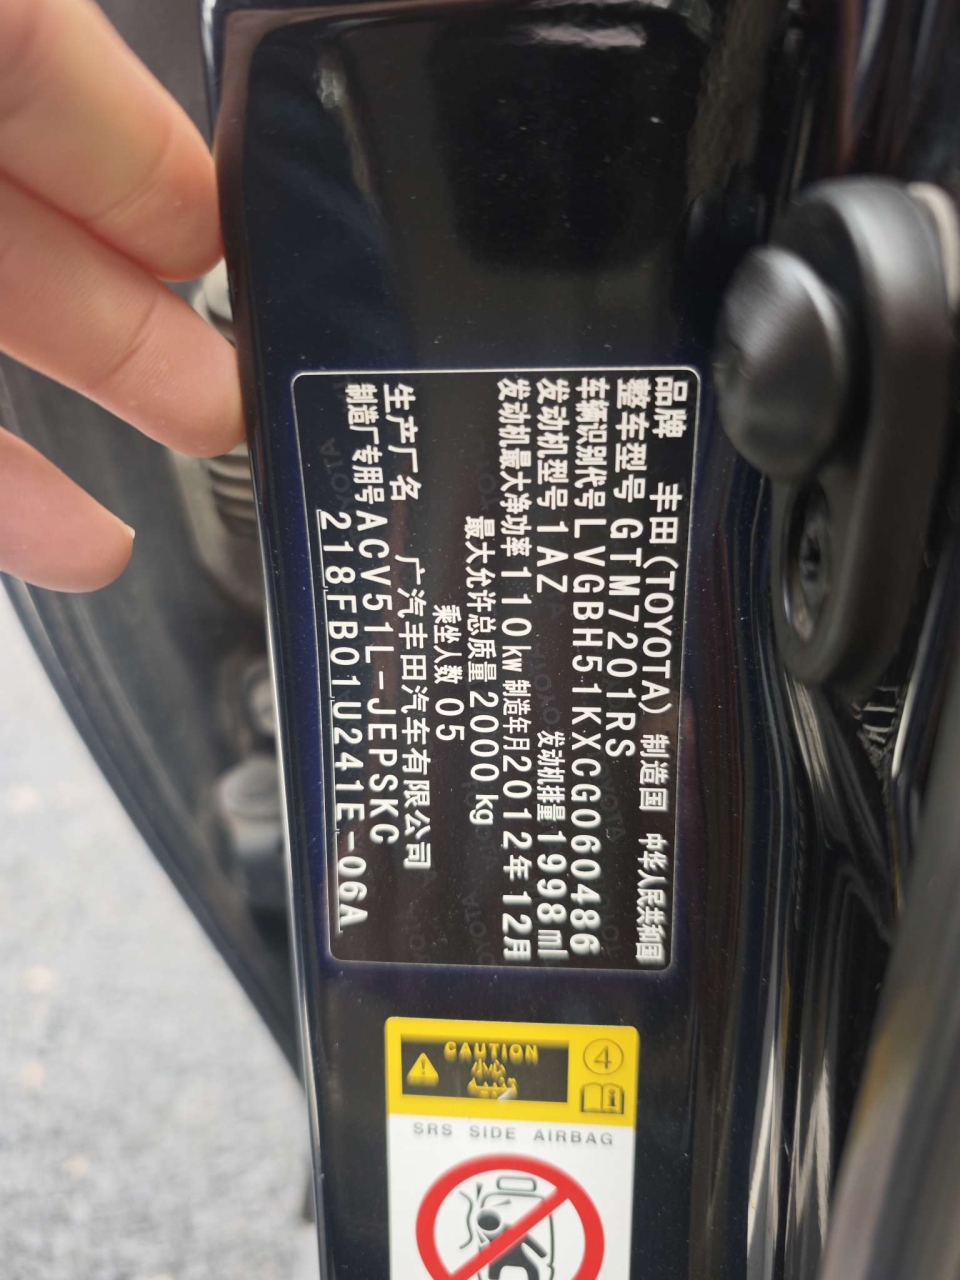 品牌 丰田(TOYOTA) 制造国 中华人民共和国
整车型号 GTM7201RS
车辆识别代号 LVGBH51KXCG060486
发动机型号 1AZ 发动机排量 1998ml
发动机最大净功率 110kw 制造年月 2012年12月
最大允许总质量 2000kg
乘坐人数 05
生产厂名 广汽丰田汽车有限公司
制造厂专用号 ACV51L-JEPSKC
218FB01U241E-06A
4
CAUTION
小心
SRS SIDE AIRBAG